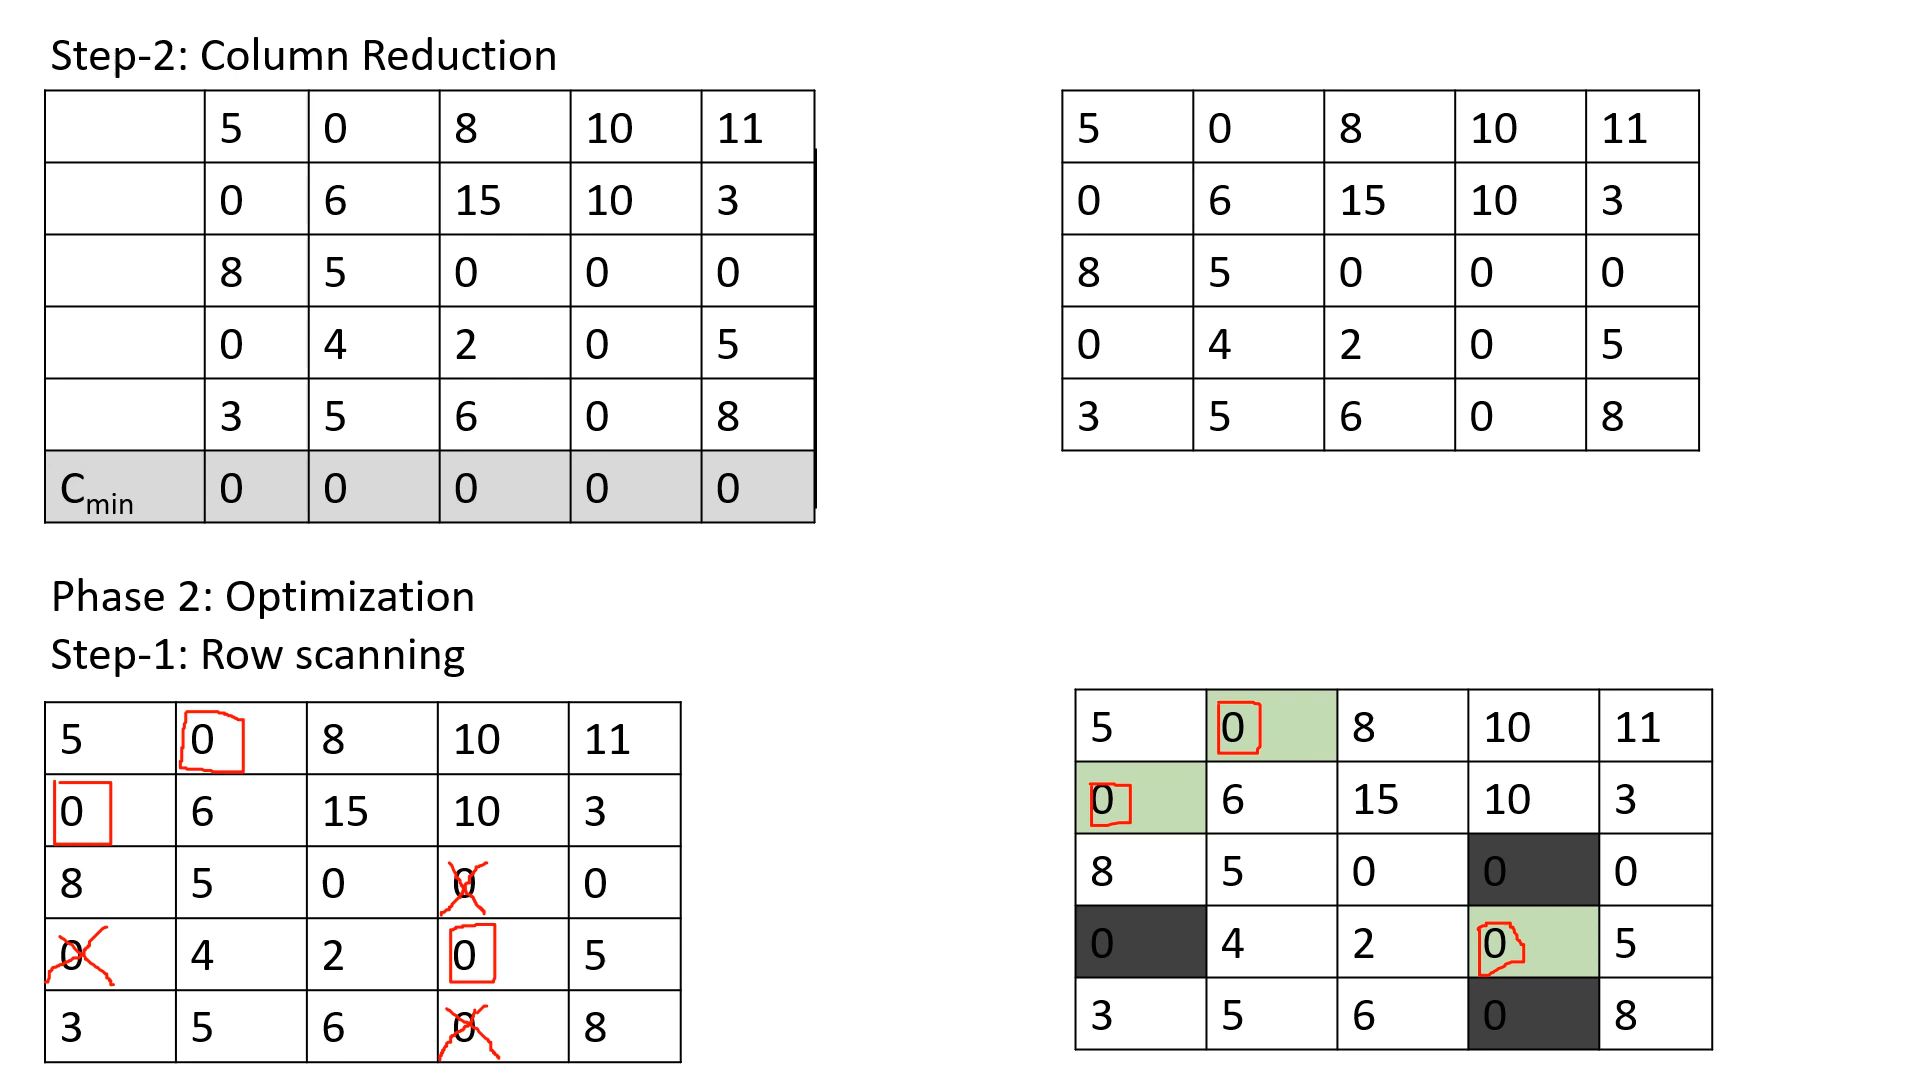 Step-2: Column Reduction
5 0 8 10 11
0 6 15 10 3
8 5 0 0 0
0 4 2 0 5
3 5 6 0 8
Cmin 0 0 0 0 0
5 0 8 10 11
0 6 15 10 3
8 5 0 0 0
0 4 2 0 5
3 5 6 0 8
Phase 2: Optimization
Step-1: Row scanning
5 0 8 10 11
0 6 15 10 3
8 5 0 0 0
0 4 2 0 5
3 5 6 0 8
5 0 8 10 11
0 6 15 10 3
8 5 0 0 0
0 4 2 0 5
3 5 6 0 8